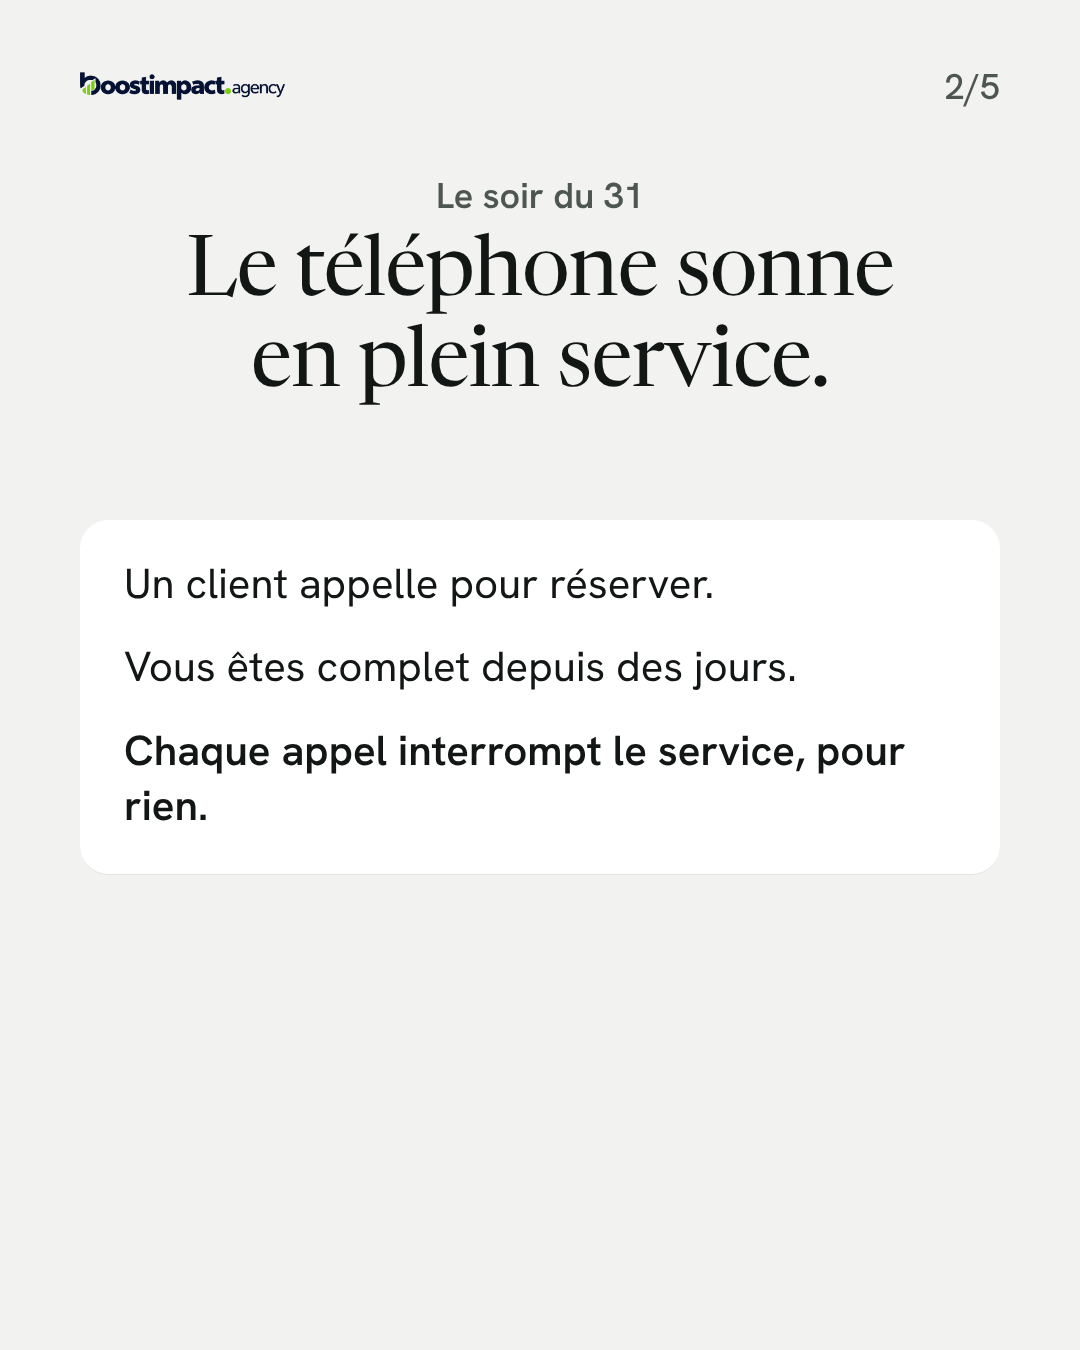 boostimpact.agency
2/5
Le soir du 31
Le téléphone sonne
en plein service.
Un client appelle pour réserver.
Vous êtes complet depuis des jours.
Chaque appel interrompt le service, pour
rien.